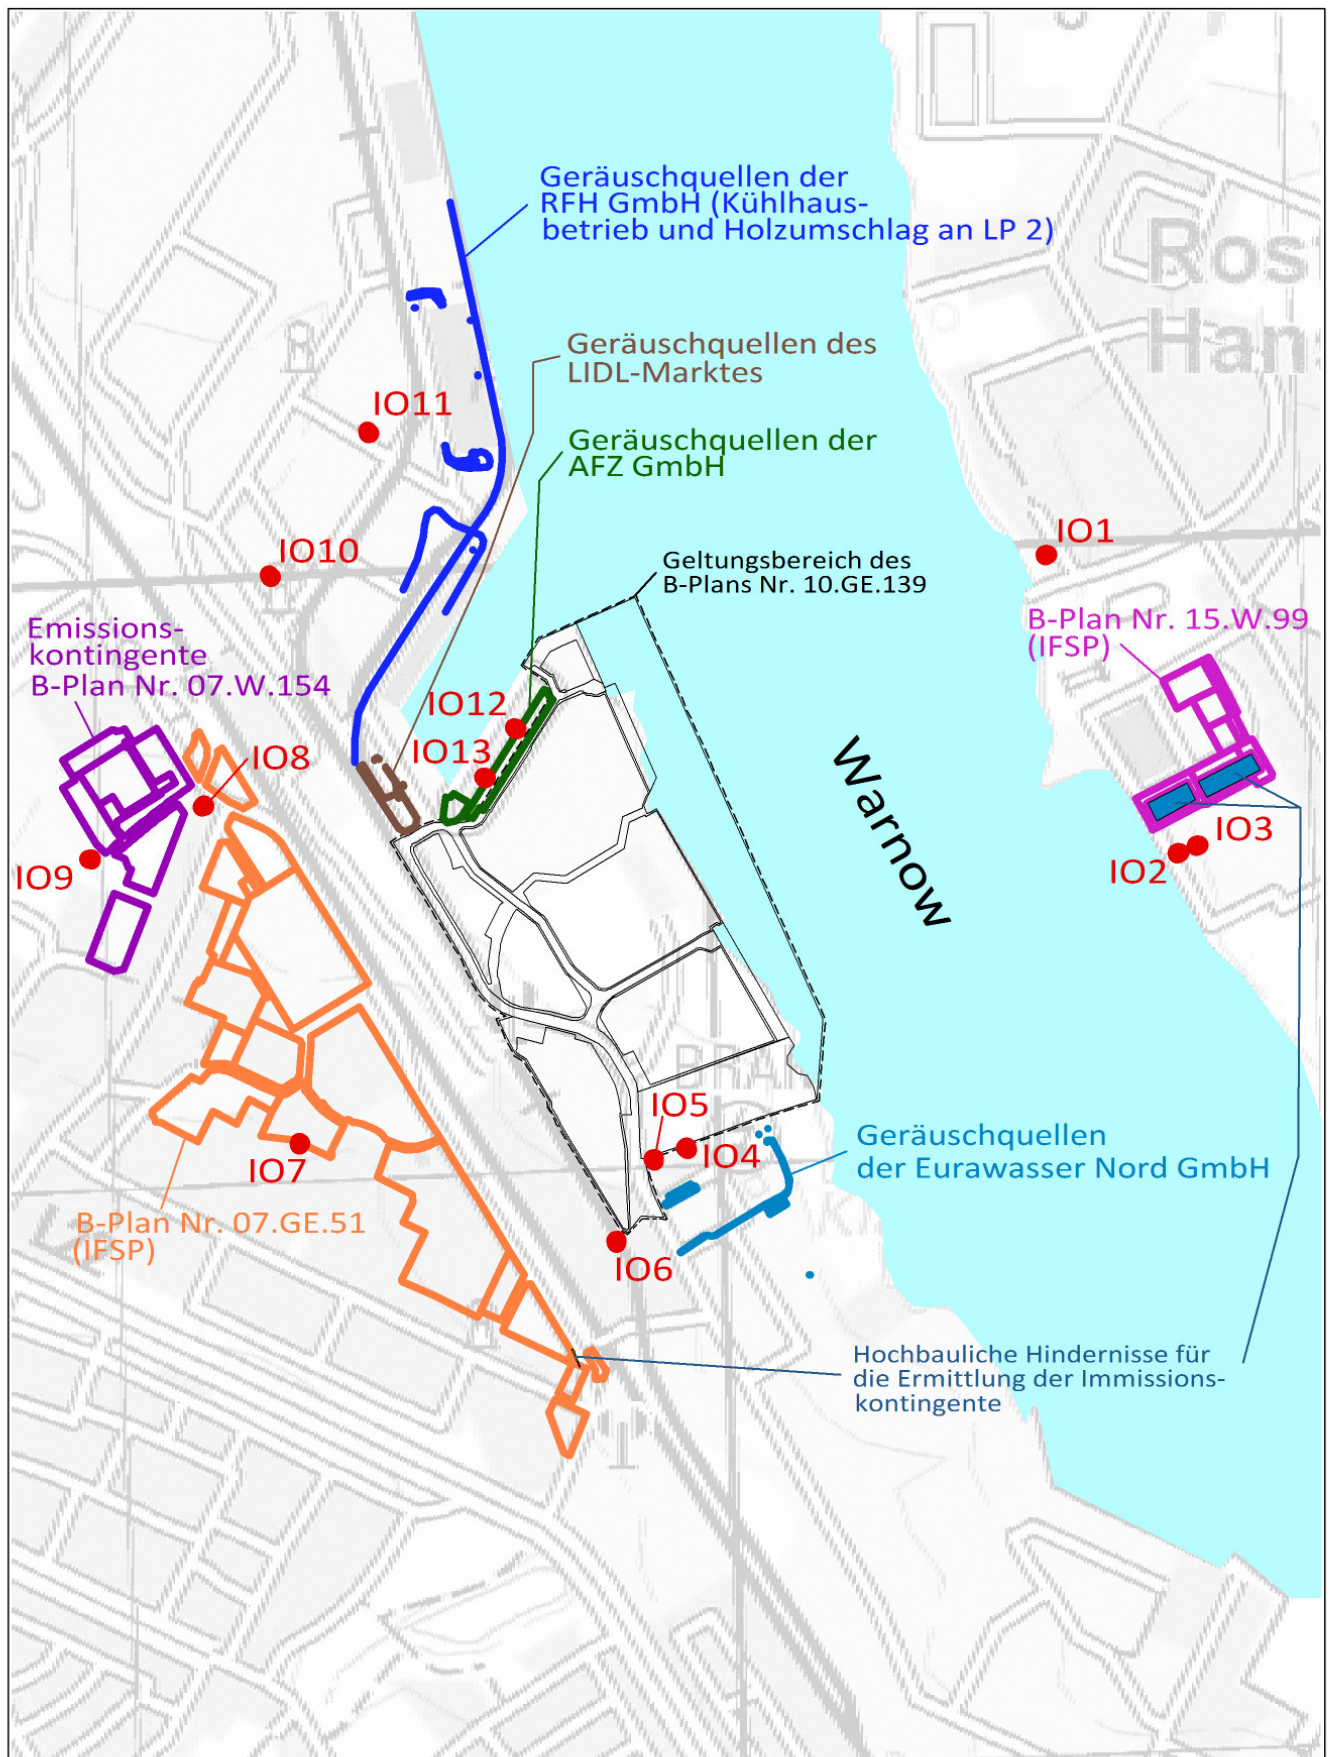 Geräuschquellen der
RFH GmbH (Kühlhaus-
betrieb und Holzumschlag an LP 2)
Ros
Han
Geräuschquellen des
LIDL-Marktes
IO11
Geräuschquellen der
AFZ GmbH
IO1
IO10
Geltungsbereich des
B-Plans Nr. 10.GE.139
B-Plan Nr. 15.W.99
(IFSP)
Emissions-
kontingente
B-Plan Nr. 07.W.154
IO12
IO13
IO8
Warnow
IO3
IO2
IO9
BRAM
IO5
IO4
Geräuschquellen
der Eurawasser Nord GmbH
IO7
B-Plan Nr. 07.GE.51
(IFSP)
IO6
Hochbauliche Hindernisse für
die Ermittlung der Immissions-
kontingente